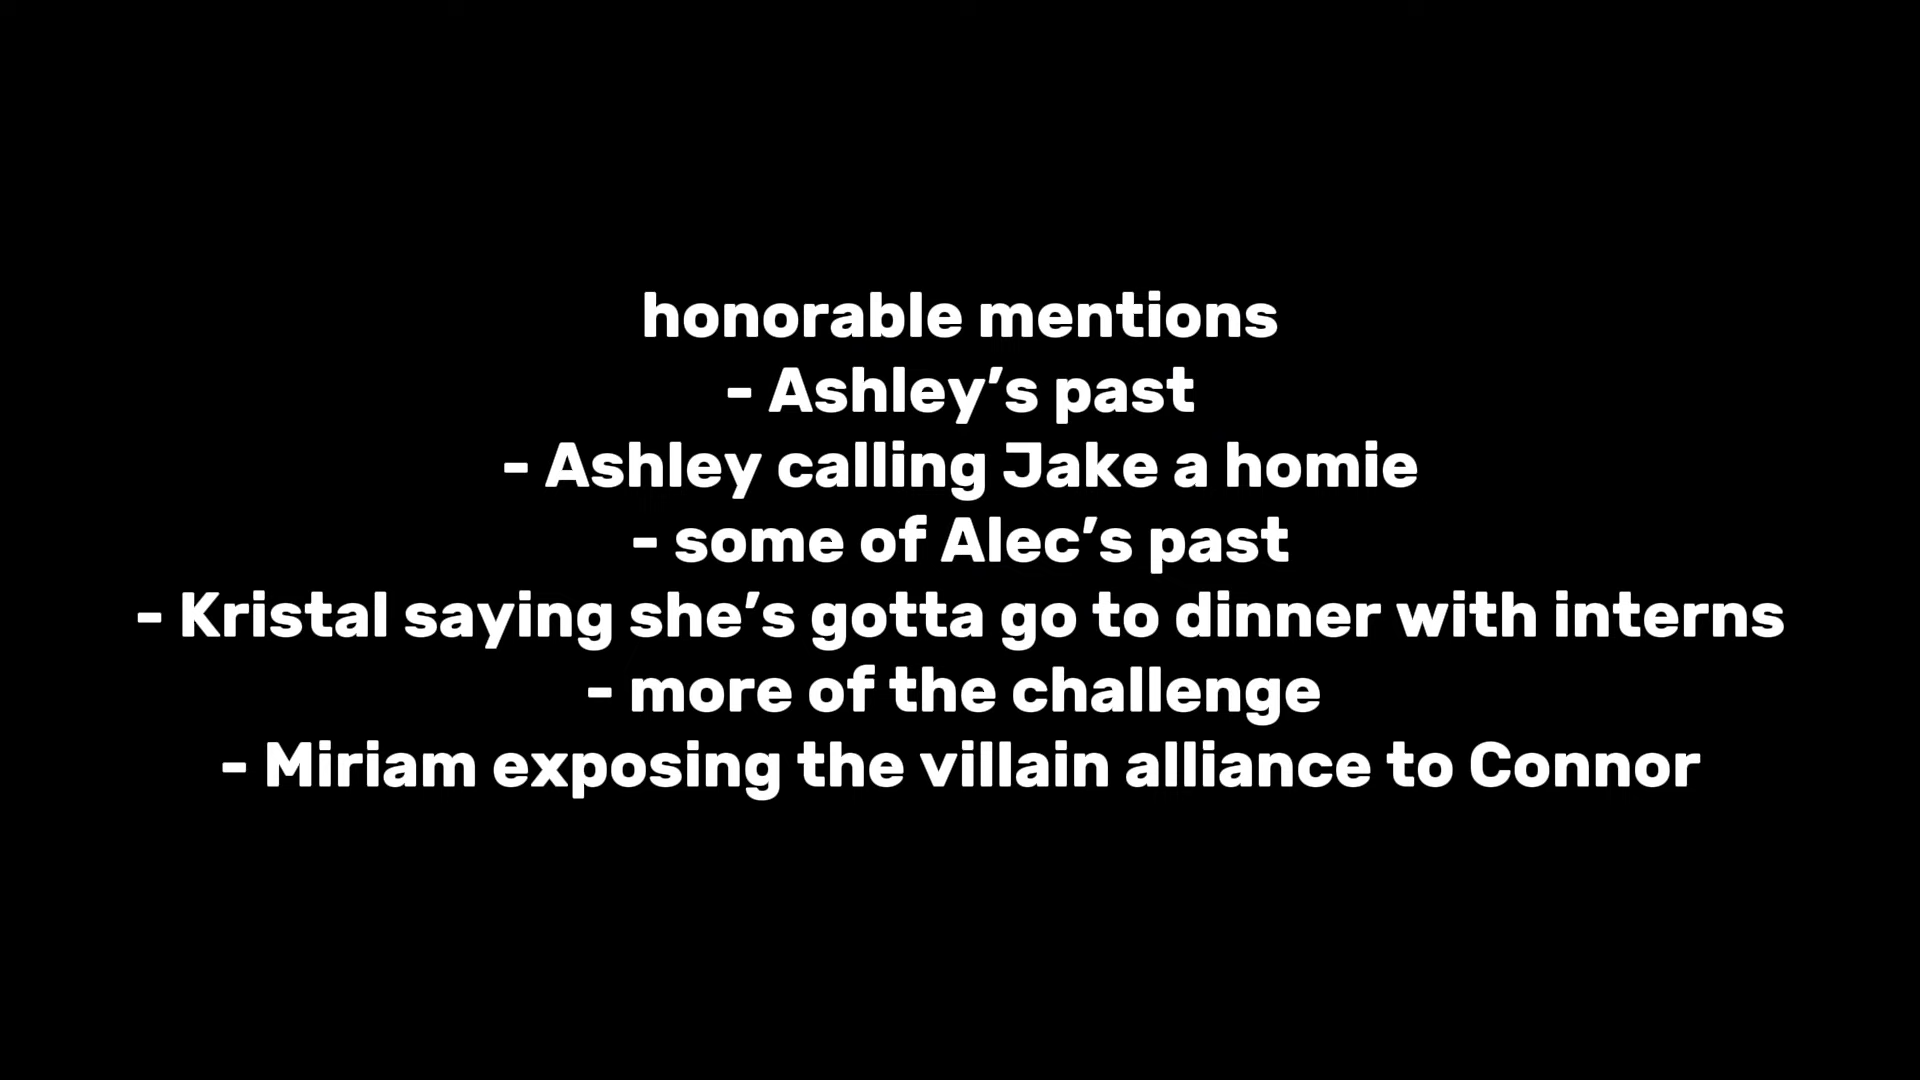 honorable mentions
- Ashley’s past
- Ashley calling Jake a homie
- some of Alec’s past
- Kristal saying she’s gotta go to dinner with interns
- more of the challenge
- Miriam exposing the villain alliance to Connor